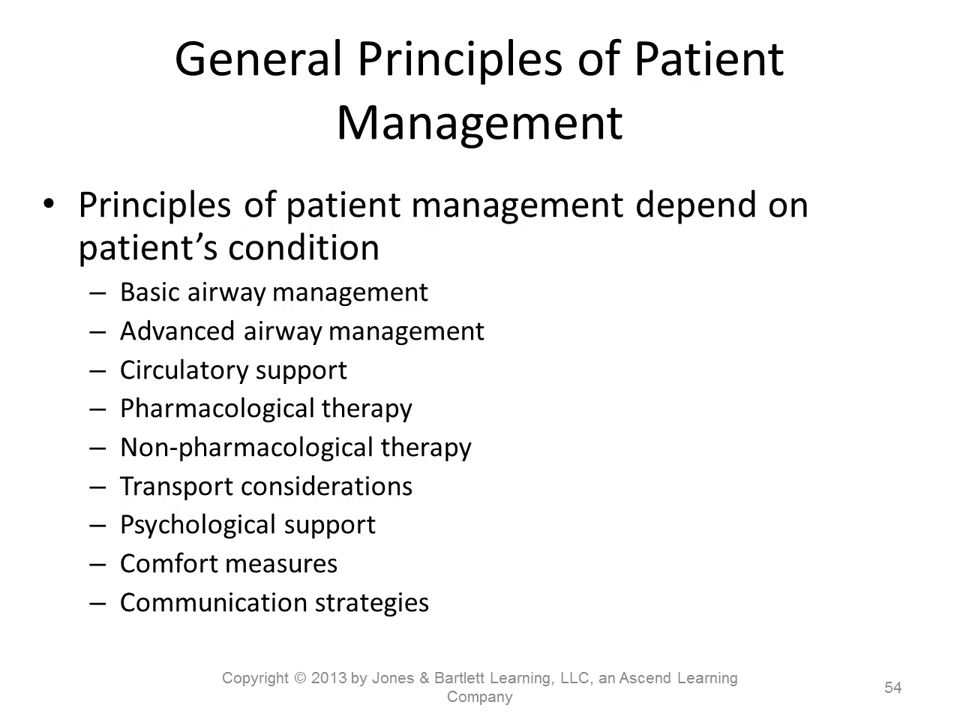 General Principles of Patient
Management
• Principles of patient management depend on
patient’s condition
– Basic airway management
– Advanced airway management
– Circulatory support
– Pharmacological therapy
– Non-pharmacological therapy
– Transport considerations
– Psychological support
– Comfort measures
– Communication strategies
Copyright © 2013 by Jones & Bartlett Learning, LLC, an Ascend Learning
Company
54